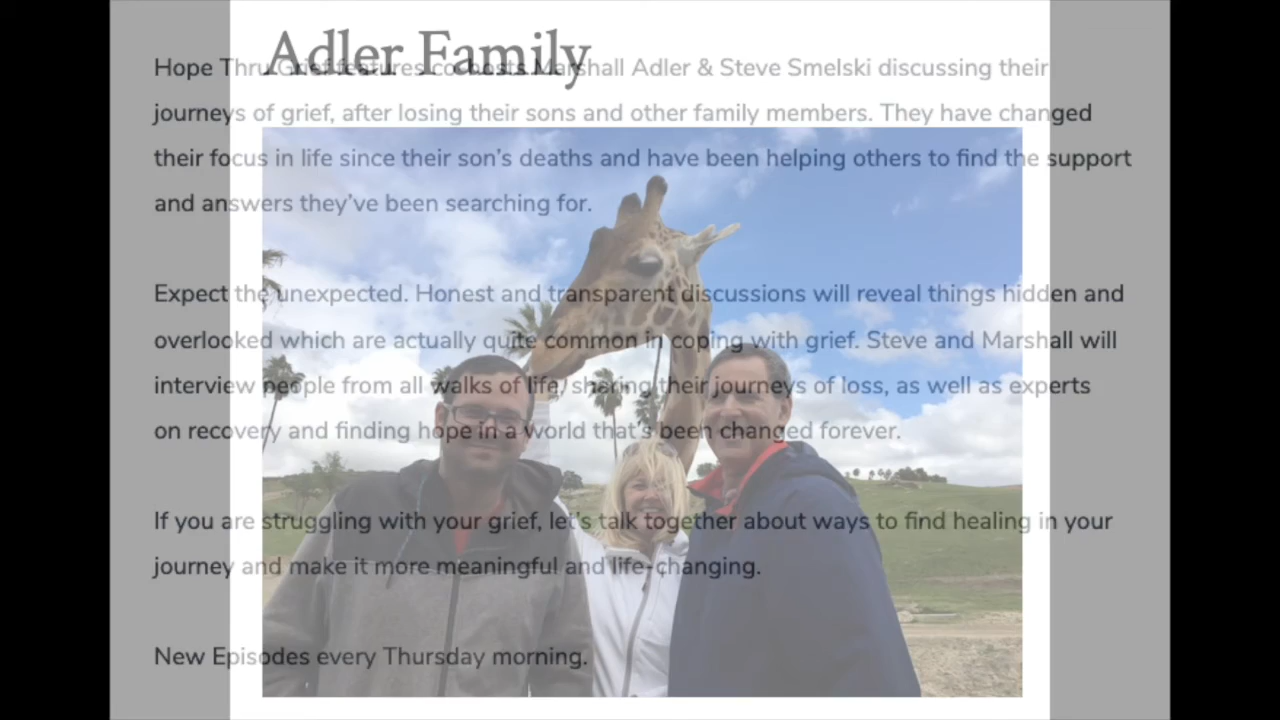 Adler Family
Hope Thru Grief features co-hosts Marshall Adler & Steve Smelski discussing their
journeys of grief, after losing their sons and other family members. They have changed
their focus in life since their son's deaths and have been helping others to find the support
and answers they've been searching for.
Expect the unexpected. Honest and transparent discussions will reveal things hidden and
overlooked which are actually quite common in coping with grief. Steve and Marshall will
interview people from all walks of life, sharing their journeys of loss, as well as experts
on recovery and finding hope in a world that's been changed forever.
If you are struggling with your grief, let's talk together about ways to find healing in your
journey and make it more meaningful and life-changing.
New Episodes every Thursday morning.